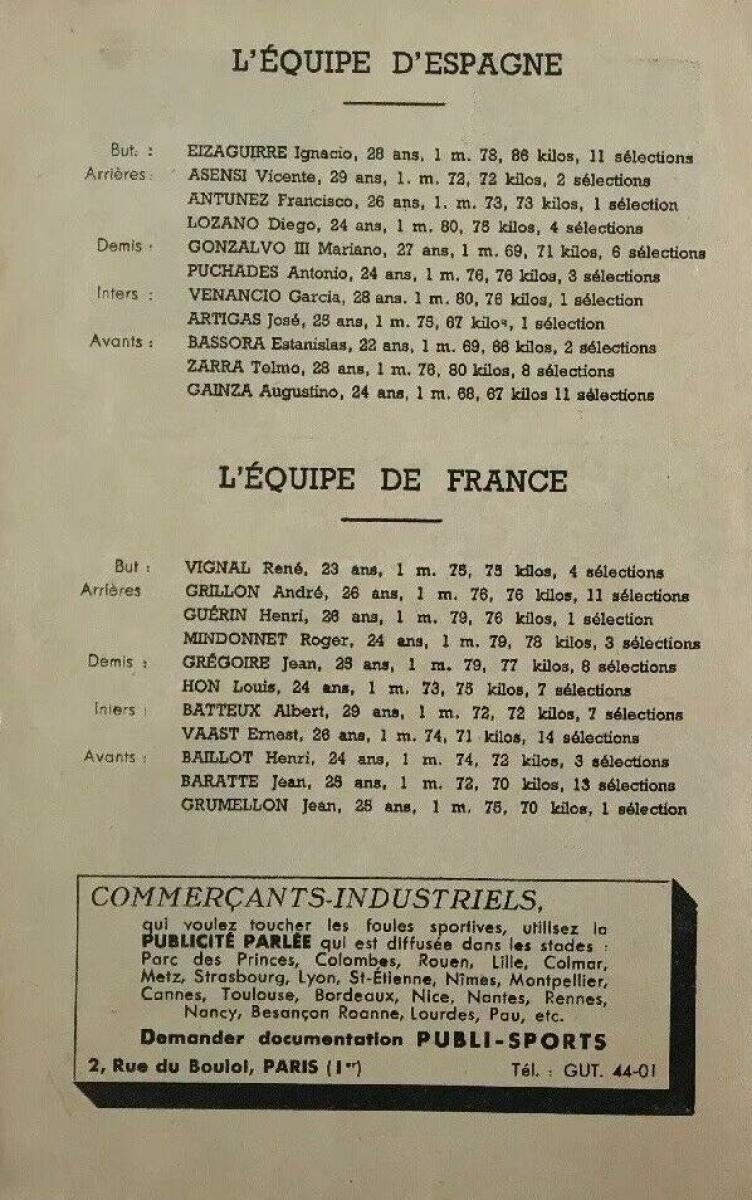 L'ÉQUIPE D'ESPAGNE
But. : EIZAGUIRRE Ignacio, 28 ans, 1 m. 78, 86 kilos, 11 sélections
Arrières : ASENSI Vicente, 29 ans, 1. m. 72, 72 kilos, 2 sélections
ANTUNEZ Francisco, 26 ans, 1. m. 73, 73 kilos, 1 sélection
LOZANO Diego, 24 ans, 1 m. 80, 75 kilos, 4 sélections
Demis : GONZALVO III Mariano, 27 ans, 1 m. 69, 71 kilos, 6 sélections
PUCHADES Antonio, 24 ans, 1 m. 76, 76 kilos, 3 sélections
Inters : VENANCIO Garcia, 28 ans. 1 m. 80, 76 kilos, 1 sélection
ARTIGAS José, 25 ans, 1 m. 75, 67 kilos, 1 sélection
Avants : BASSORA Estanislas, 22 ans, 1 m. 69, 66 kilos, 2 sélections
ZARRA Telmo, 28 ans, 1 m. 76, 80 kilos, 8 sélections
GAINZA Augustino, 24 ans, 1 m. 68, 67 kilos 11 sélections
L'ÉQUIPE DE FRANCE
But : VIGNAL René, 23 ans, 1 m. 75, 75 kilos, 4 sélections
Arrières GRILLON André, 26 ans, 1 m. 76, 76 kilos, 11 sélections
GUÉRIN Henri, 26 ans, 1 m. 79, 76 kilos, 1 sélection
MINDONNET Roger, 24 ans, 1 m. 79, 78 kilos, 3 sélections
Demis : GRÉGOIRE Jean, 25 ans, 1 m. 79, 77 kilos, 8 sélections
HON Louis, 24 ans, 1 m. 73, 75 kilos, 7 sélections
Inters : BATTEUX Albert, 29 ans, 1 m. 72, 72 kilos, 7 sélections
VAAST Ernest, 26 ans, 1 m. 74, 71 kilos, 14 sélections
Avants : BAILLOT Henri, 24 ans, 1 m. 74, 72 kilos, 3 sélections
BARATTE Jean, 25 ans, 1 m. 72, 70 kilos, 13 sélections
GRUMELLON Jean, 25 ans, 1 m. 75, 70 kilos, 1 sélection
COMMERÇANTS-INDUSTRIELS,
qui voulez toucher les foules sportives, utilisez la
PUBLICITÉ PARLÉE qui est diffusée dans les stades :
Parc des Princes, Colombes, Rouen, Lille, Colmar,
Metz, Strasbourg, Lyon, St-Étienne, Nîmes, Montpellier,
Cannes, Toulouse, Bordeaux, Nice, Nantes, Rennes,
Nancy, Besançon Roanne, Lourdes, Pau, etc.
Demander documentation PUBLI-SPORTS
2, Rue du Bouloi, PARIS (1er) Tél. : GUT. 44-01